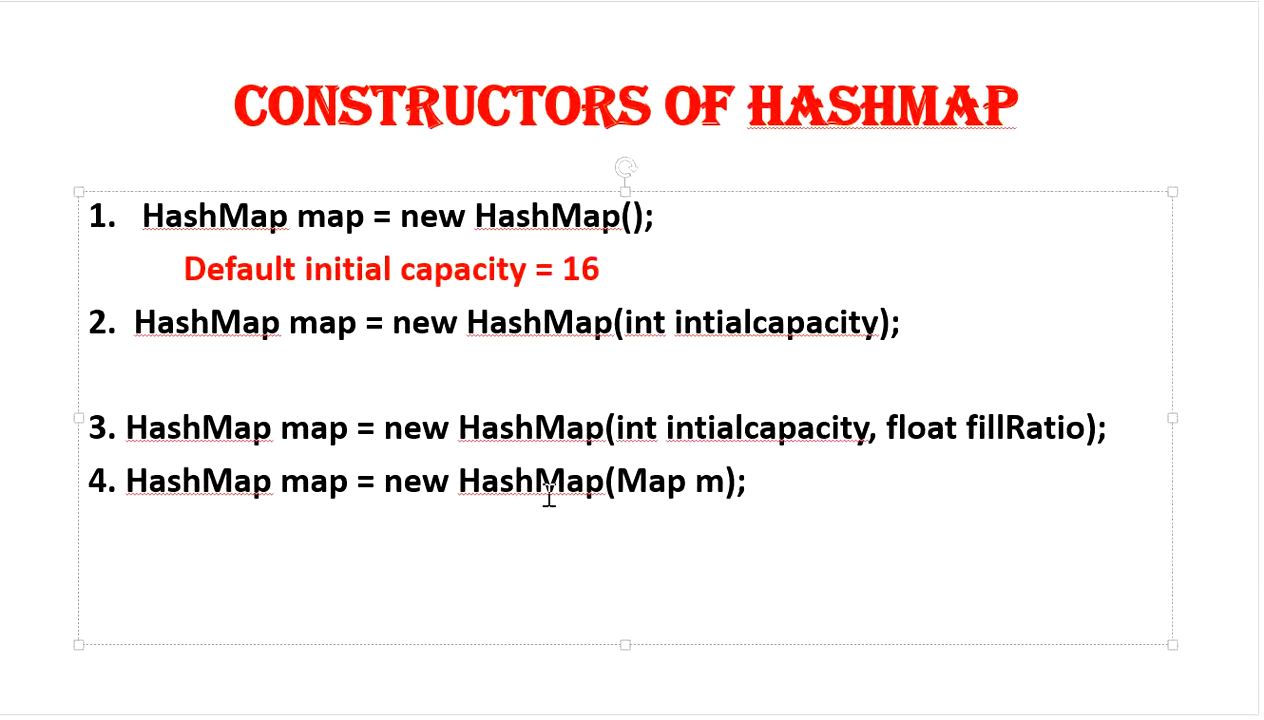 CONSTRUCTORS OF HASHMAP
1. HashMap map = new HashMap();
Default initial capacity = 16
2. HashMap map = new HashMap(int intialcapacity);
3. HashMap map = new HashMap(int intialcapacity, float fillRatio);
4. HashMap map = new HashMap(Map m);